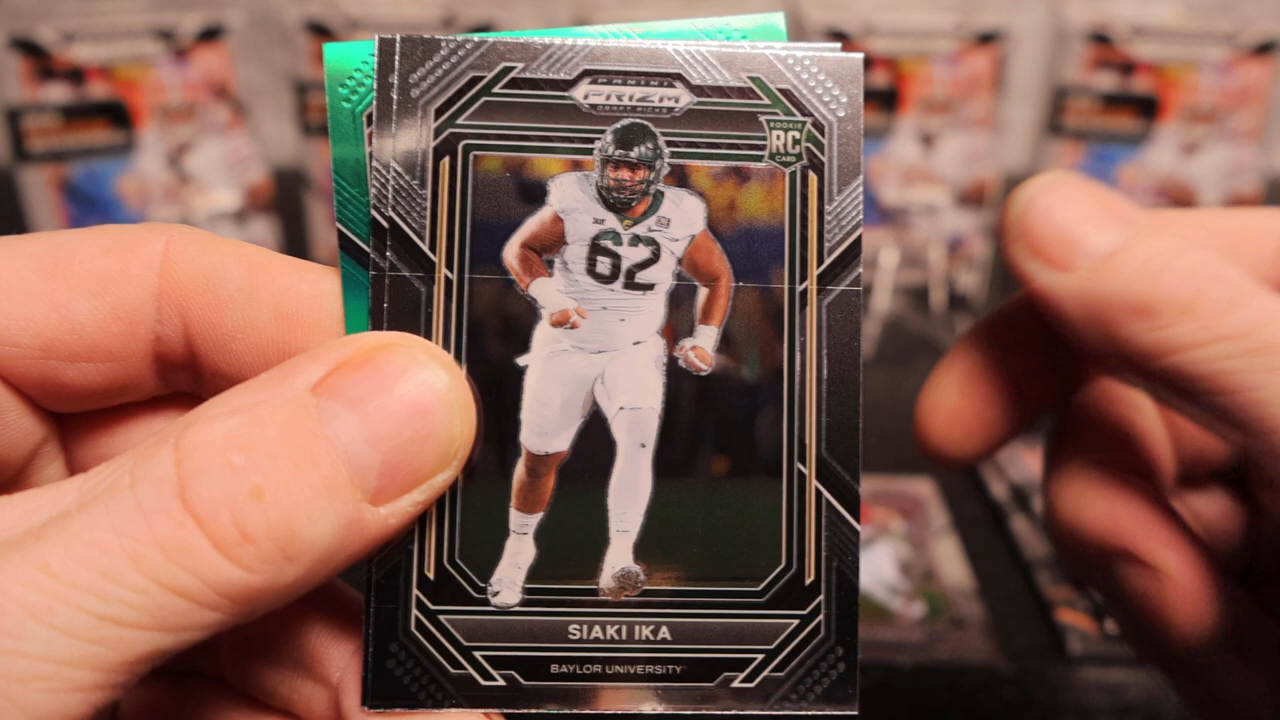 PANINI
PRIZM
DRAFT PICKS
ROOKIE
RC
CARD
62
SIAKI IKA
BAYLOR UNIVERSITY